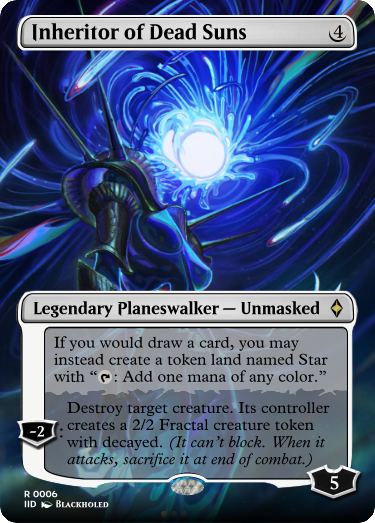 Inheritor of Dead Suns 4
Legendary Planeswalker — Unmasked
If you would draw a card, you may
instead create a token land named Star
with “: Add one mana of any color.”
Destroy target creature. Its controller
-2 : creates a 2/2 Fractal creature token
with decayed. (It can't block. When it
attacks, sacrifice it at end of combat.)
5
R 0006
IID Blackholed